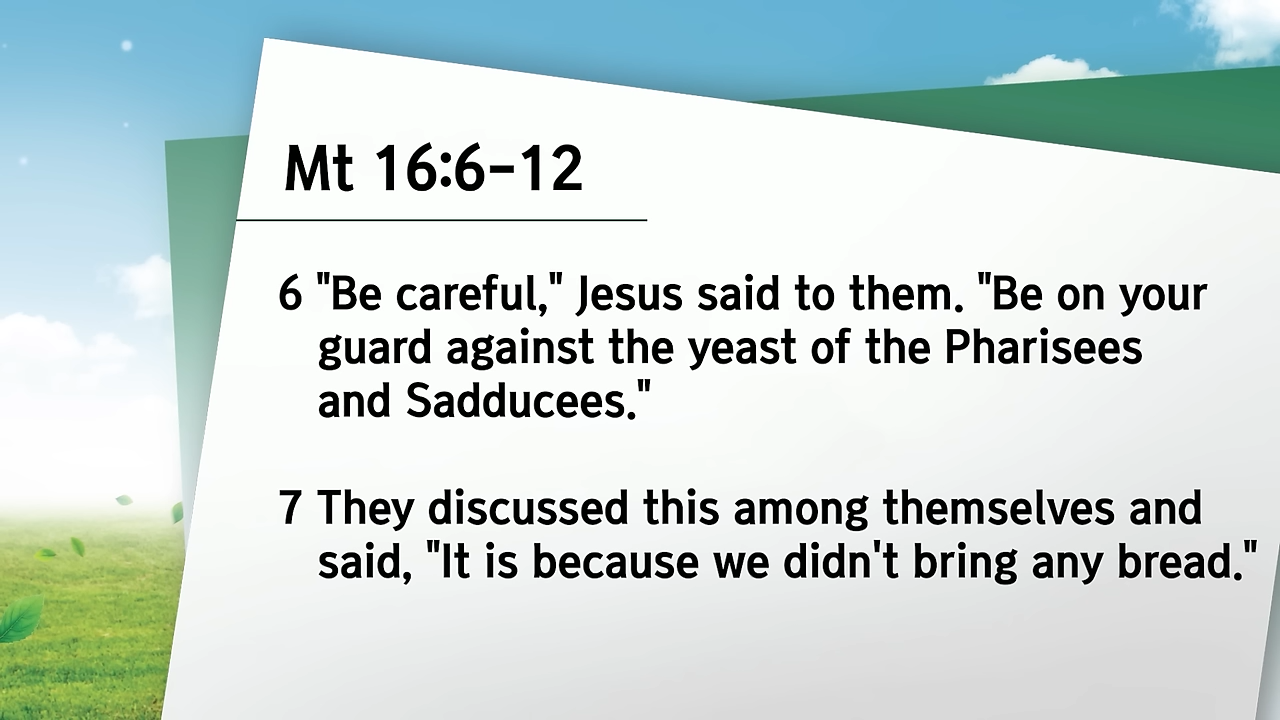 Mt 16:6-12
6 "Be careful," Jesus said to them. "Be on your
guard against the yeast of the Pharisees
and Sadducees."
7 They discussed this among themselves and
said, "It is because we didn't bring any bread."